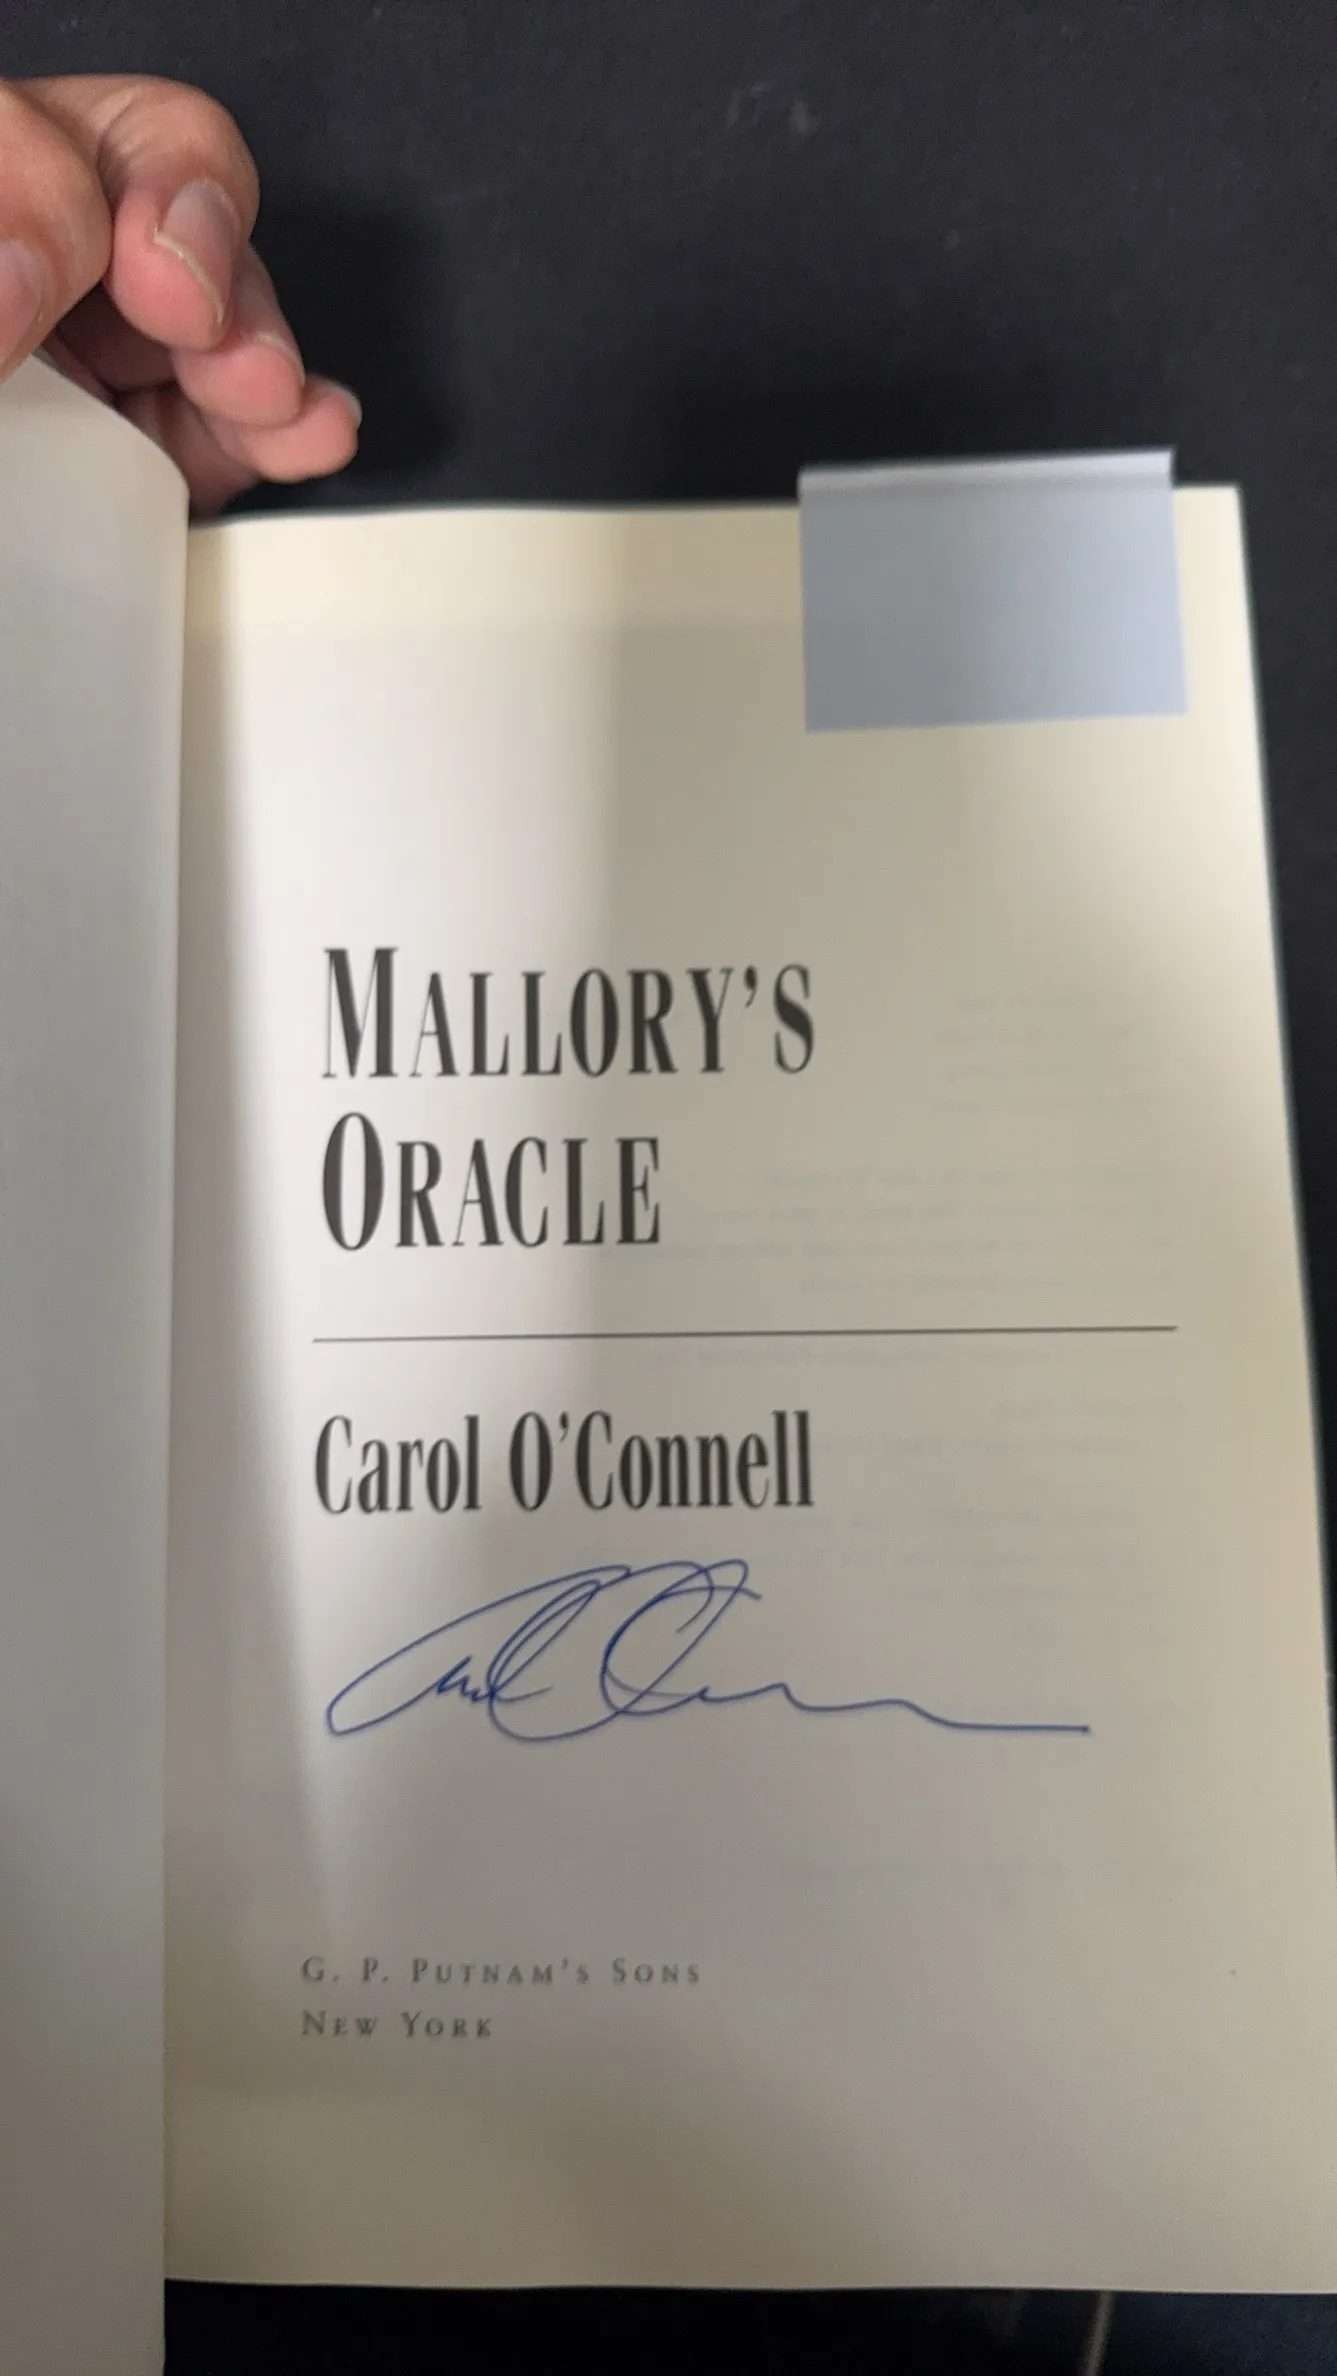 MALLORY'S
ORACLE
Carol O'Connell
G. P. PUTNAM'S SONS
NEW YORK